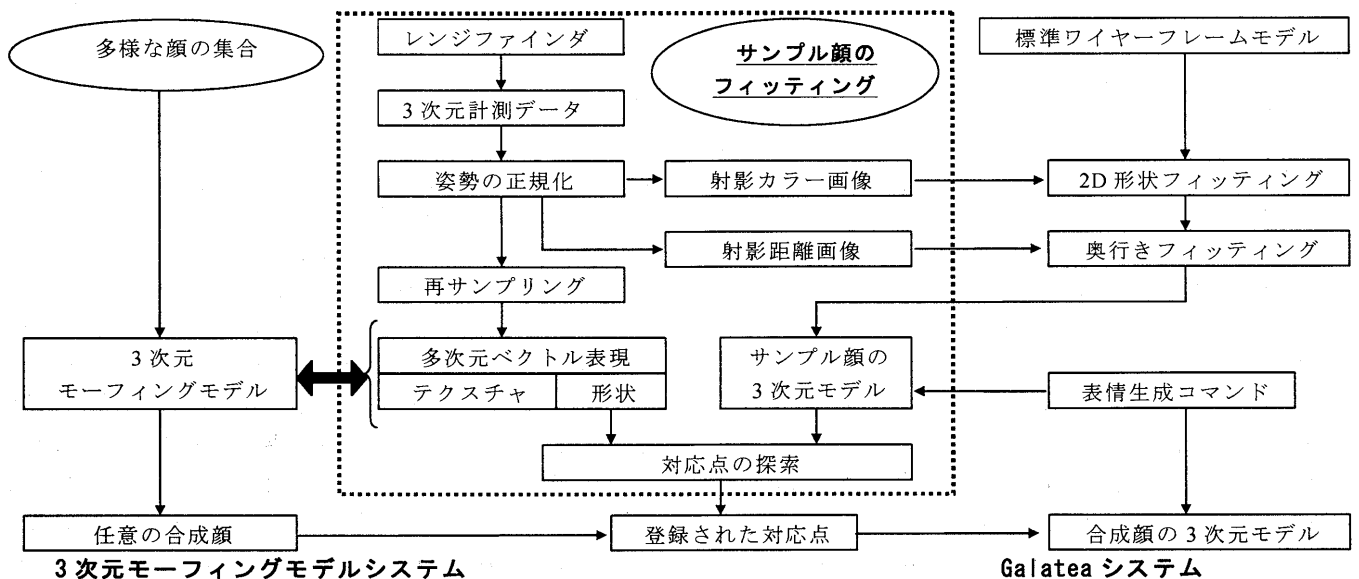 多様な顔の集合
レンジファインダ
サンプル顔の
フィッティング
標準ワイヤーフレームモデル
3次元計測データ
姿勢の正規化
射影カラー画像
2D 形状フィッティング
射影距離画像
奥行きフィッティング
再サンプリング
3次元
モーフィングモデル
多次元ベクトル表現
テクスチャ
形状
サンプル顔の
3次元モデル
表情生成コマンド
対応点の探索
任意の合成顔
登録された対応点
合成顔の3次元モデル
3次元モーフィングモデルシステム
Galatea システム